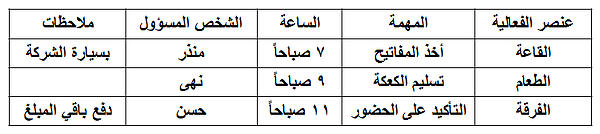 عنصر الفعالية المهمة الساعة الشخص المسؤول ملاحظات
القاعة أخذ المفاتيح ٧ صباحاً منذر بسيارة الشركة
الطعام تسليم الكعكة ٩ صباحاً نهى
الفرقة التأكيد على الحضور ١١ صباحاً حسن دفع باقي المبلغ